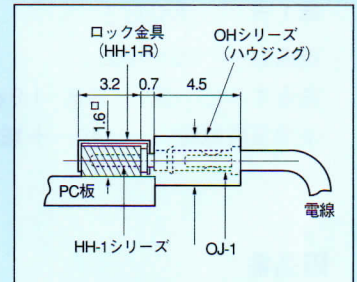 ロック金具
(HH-1-R)
OHシリーズ
(ハウジング)
3.2 0.7 4.5
1.6□
PC板
電線
HH-1シリーズ
OJ-1